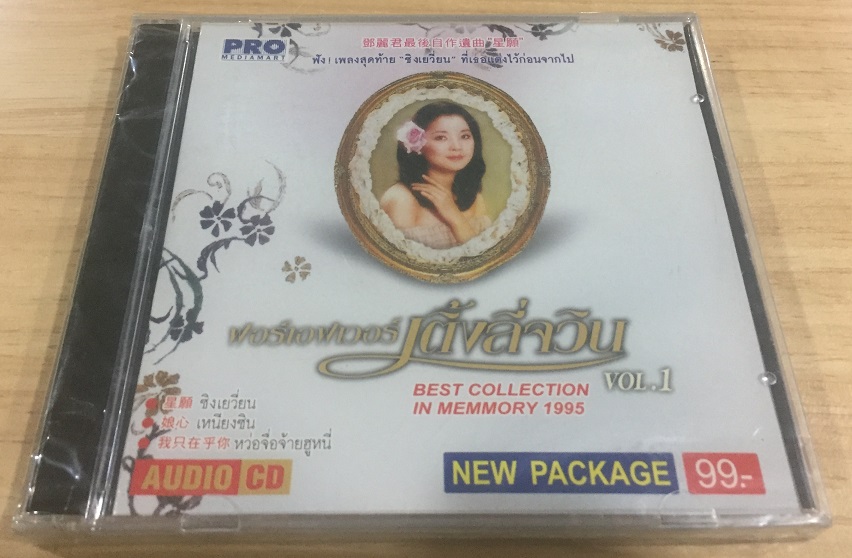 PRO
MEDIAMART
鄧麗君最後自作遺曲"星願"
ฟัง! เพลงสุดท้าย "ซิงเยวี่ยน" ที่เธอแต่งไว้ก่อนจากไป
ฟอร์เอฟเวอร์ เติ้งลี่จวิน
VOL.1
BEST COLLECTION
IN MEMMORY 1995
星願 ซิงเยวี่ยน
娘心 เหนียงซิน
我只在乎你 หว่อจื่อจ้ายฮูหนี่
AUDIO CD
NEW PACKAGE 99.-